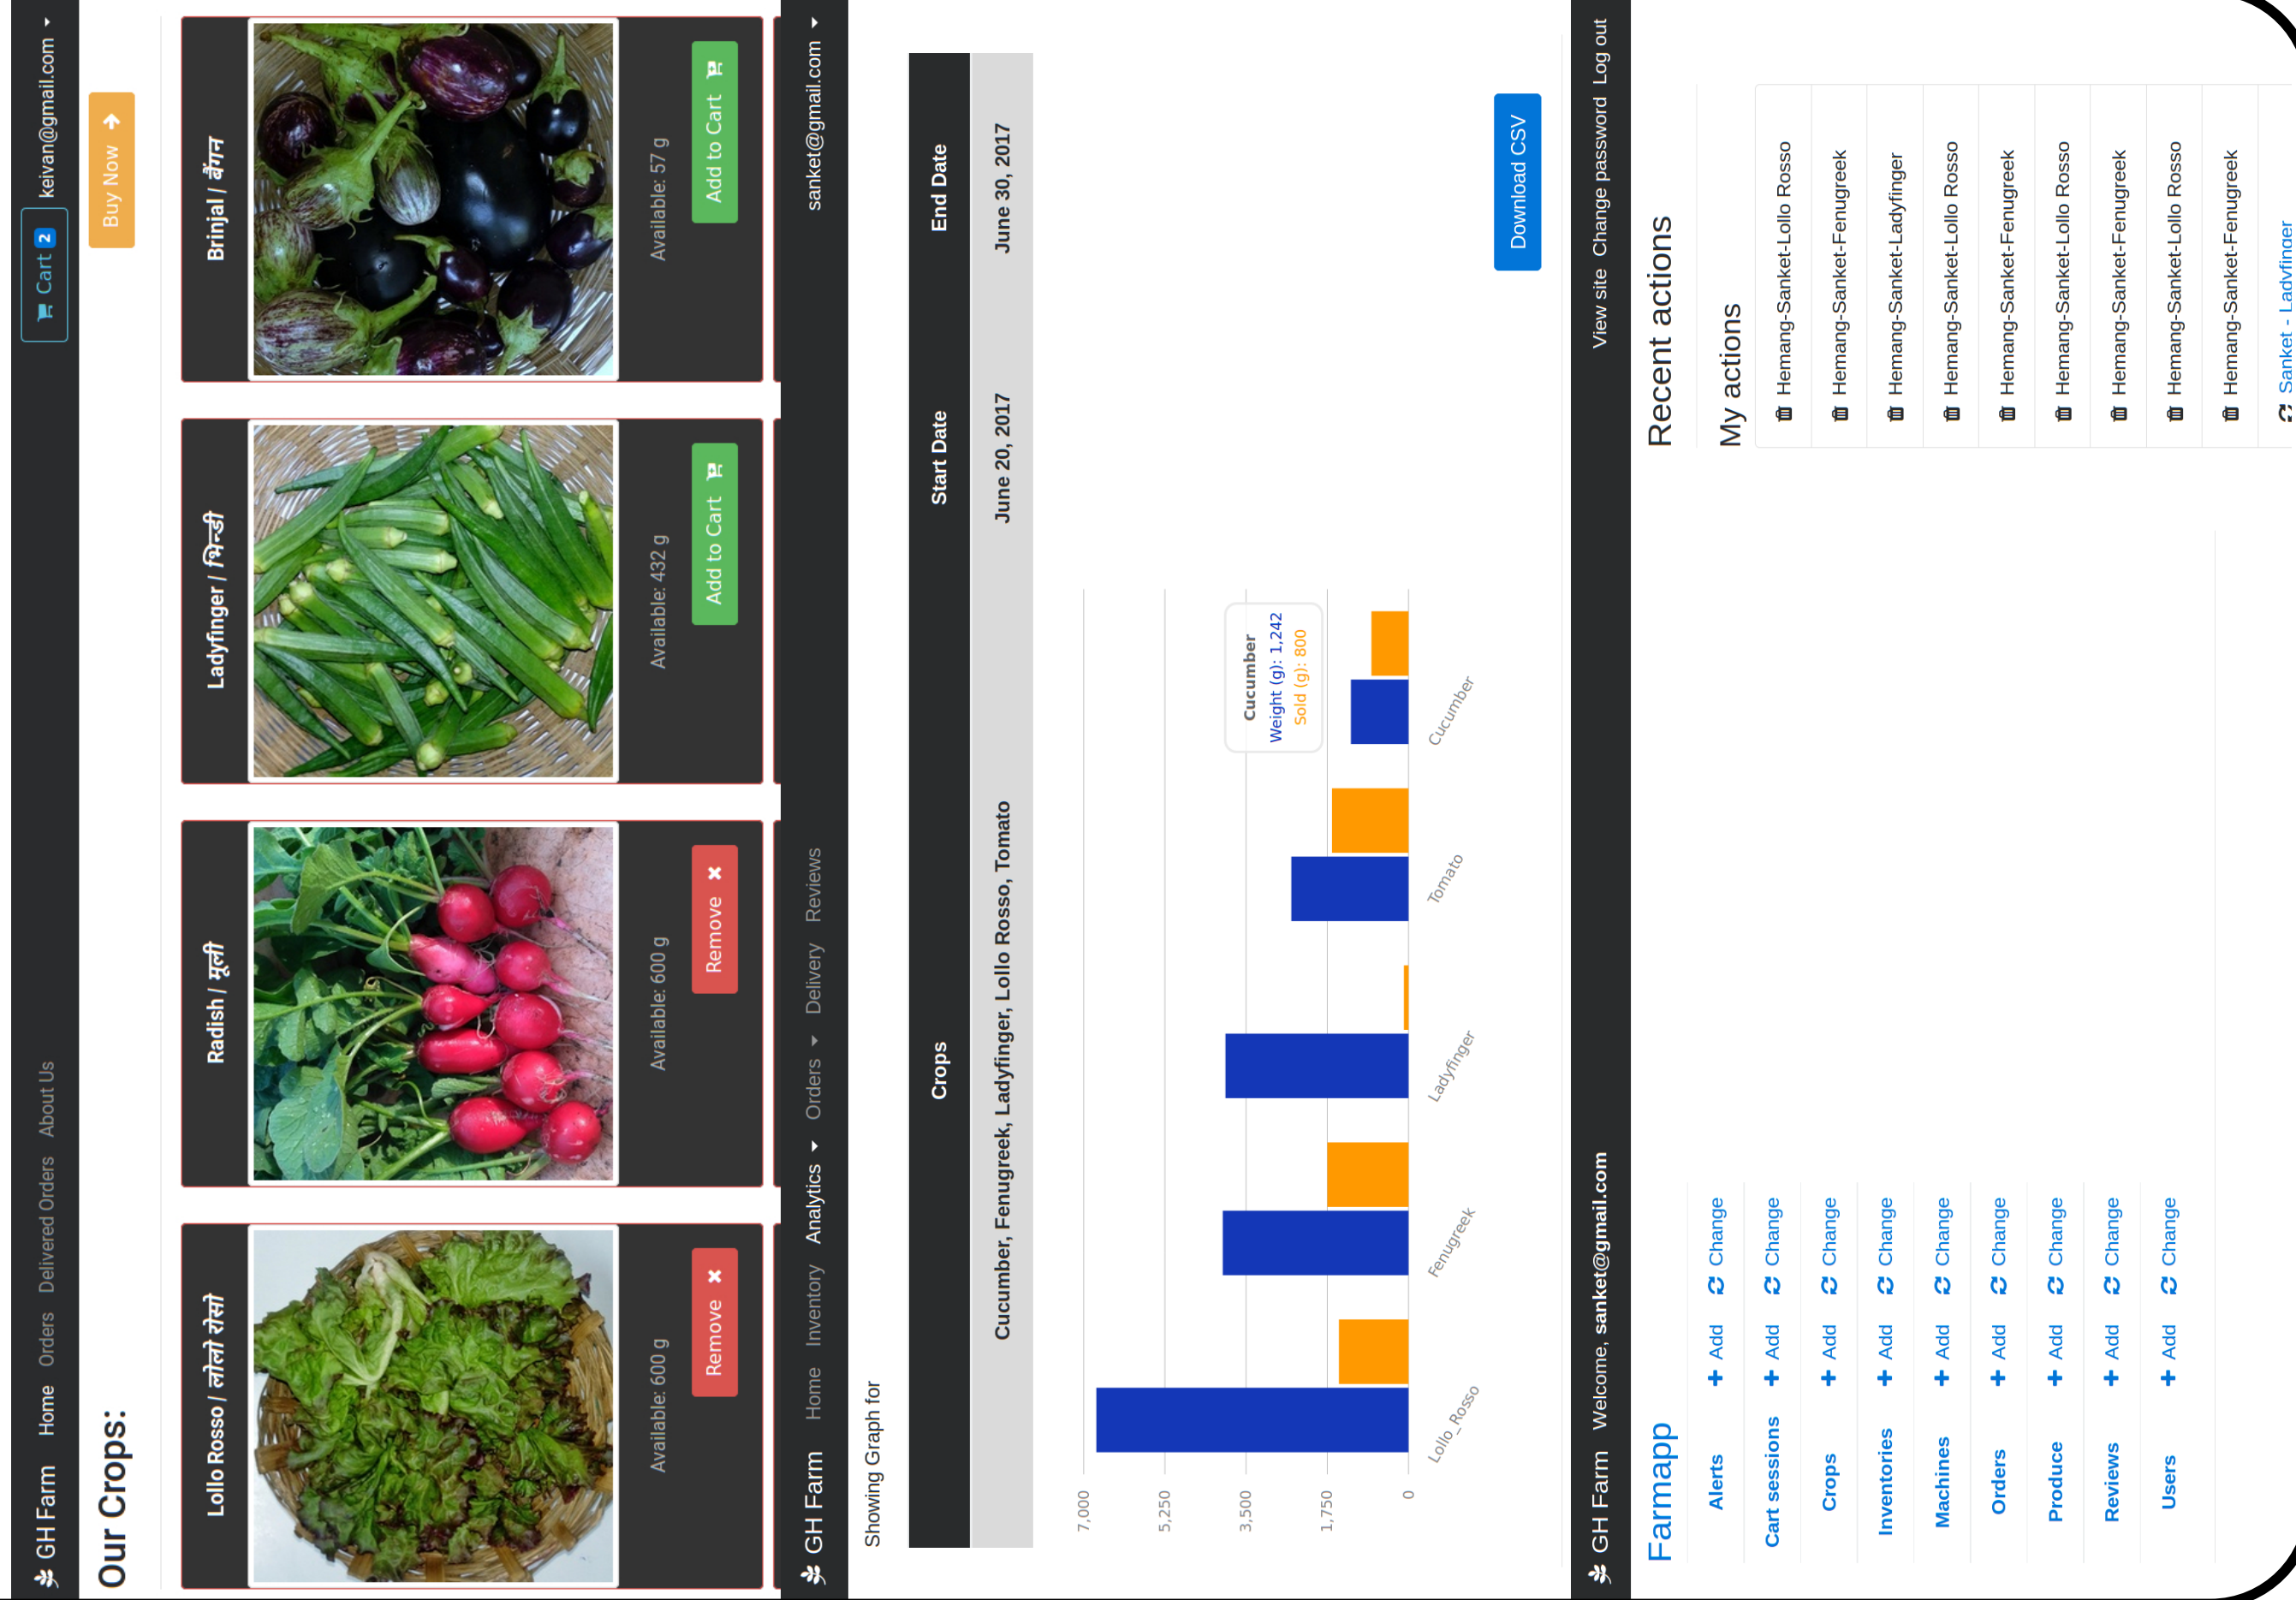 GH Farm Home Orders Delivered Orders About Us Cart 2 keivan@gmail.com
Our Crops: Buy Now
Lollo Rosso / लोलो रोसो
Available: 600 g
Remove
Radish / मूली
Available: 600 g
Remove
Ladyfinger / भिन्डी
Available: 432 g
Add to Cart
Brinjal / बैंगन
Available: 57 g
Add to Cart
GH Farm Home Inventory Analytics Orders Delivery Reviews sanket@gmail.com
Showing Graph for
Crops Start Date End Date
Cucumber, Fenugreek, Ladyfinger, Lollo Rosso, Tomato June 20, 2017 June 30, 2017
7,000
5,250
3,500
1,750
0
Cucumber
Weight (g): 1,242
Sold (g): 800
Lollo_Rosso Fenugreek Ladyfinger Tomato Cucumber
Download CSV
GH Farm Welcome, sanket@gmail.com View site Change password Log out
Farmapp
Alerts Add Change
Cart sessions Add Change
Crops Add Change
Inventories Add Change
Machines Add Change
Orders Add Change
Produce Add Change
Reviews Add Change
Users Add Change
Recent actions
My actions
Hemang-Sanket-Lollo Rosso
Hemang-Sanket-Fenugreek
Hemang-Sanket-Ladyfinger
Hemang-Sanket-Lollo Rosso
Hemang-Sanket-Fenugreek
Hemang-Sanket-Lollo Rosso
Hemang-Sanket-Fenugreek
Hemang-Sanket-Lollo Rosso
Hemang-Sanket-Fenugreek
Sanket - Ladyfinger